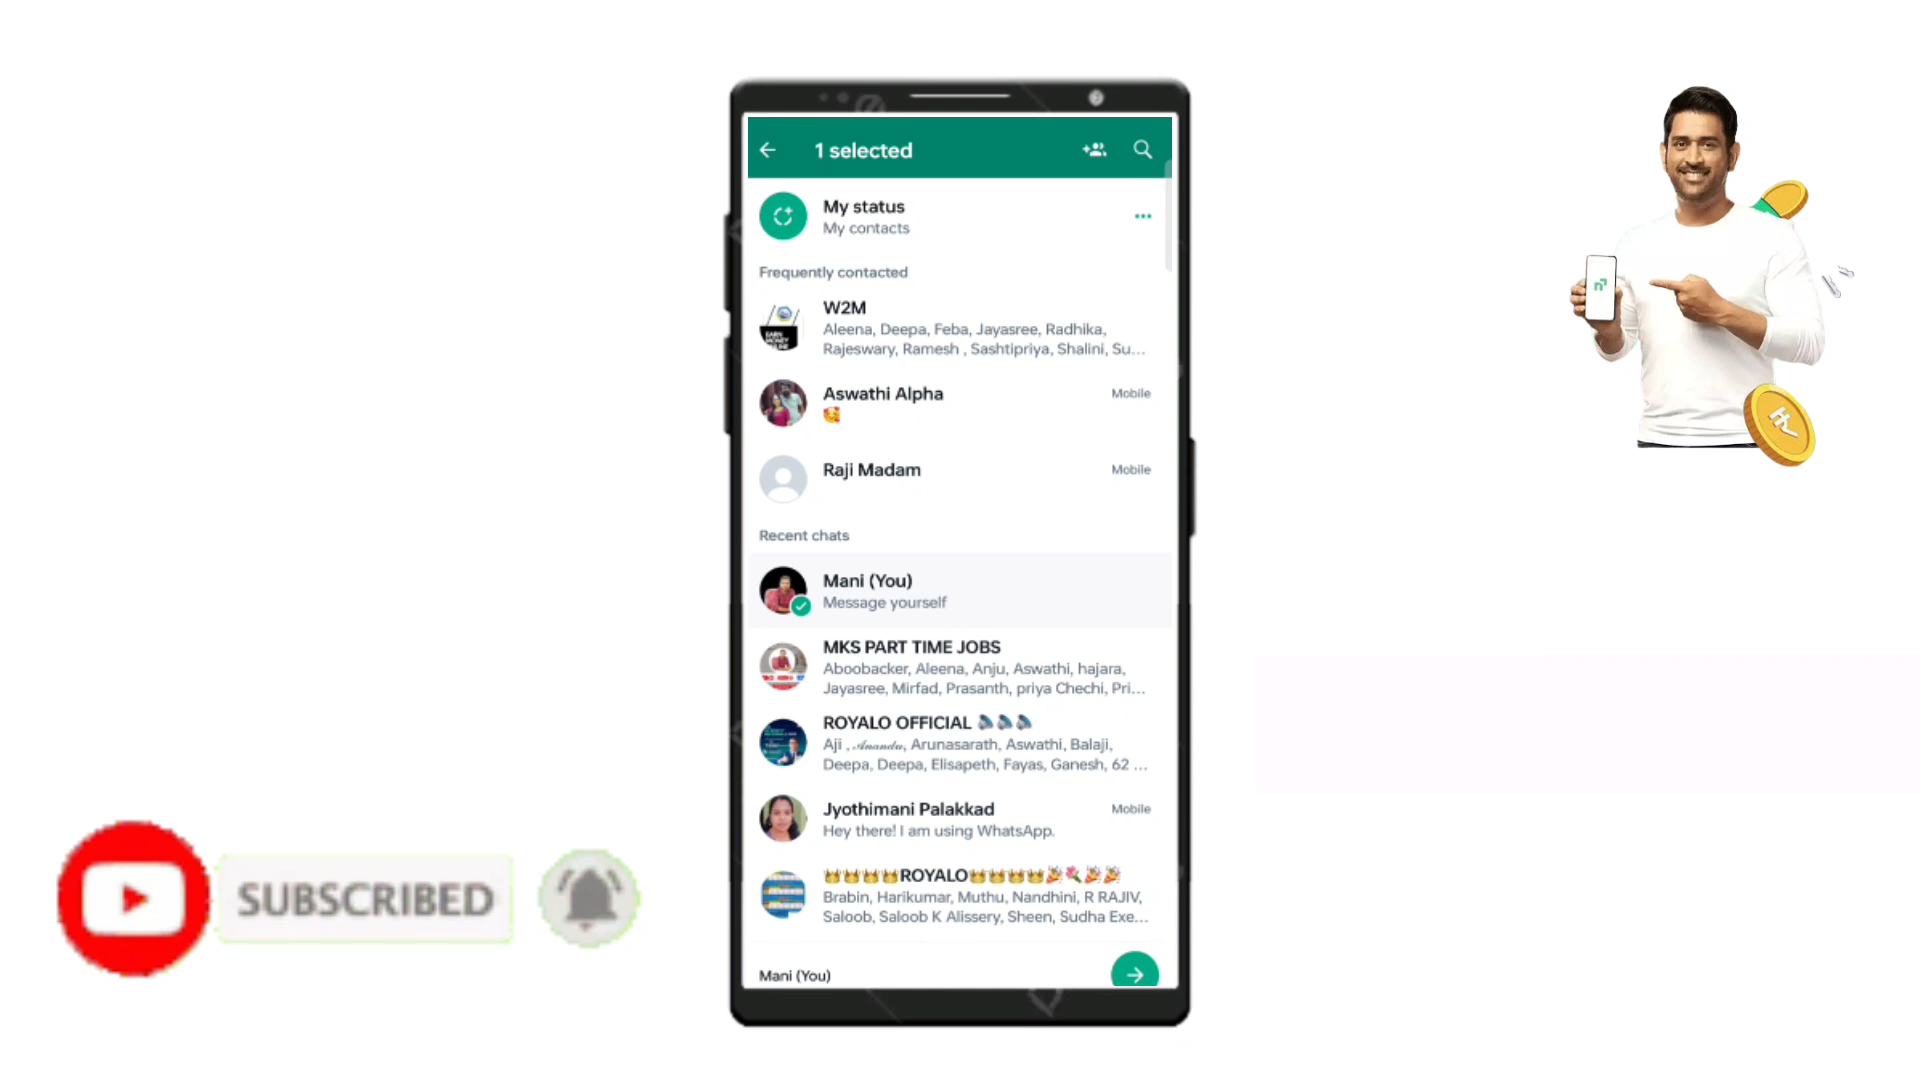 1 selected
My status
My contacts
Frequently contacted
W2M
Aleena, Deepa, Feba, Jayasree, Radhika,
Rajeswary, Ramesh , Sashtipriya, Shalini, Su...
EARN
MONEY
ONLINE
Aswathi Alpha
Mobile
🥰
Raji Madam
Mobile
Recent chats
Mani (You)
Message yourself
MKS PART TIME JOBS
Aboobacker, Aleena, Anju, Aswathi, hajara,
Jayasree, Mirfad, Prasanth, priya Chechi, Pri...
ROYALO OFFICIAL 🔊🔊🔊
Aji , 𝒜𝓃𝒶𝓃𝒹𝓊, Arunasarath, Aswathi, Balaji,
Deepa, Deepa, Elisapeth, Fayas, Ganesh, 62 ...
Jyothimani Palakkad
Mobile
Hey there! I am using WhatsApp.
👑👑👑👑ROYALO👑👑👑👑🎉🌹🎉🎉
Brabin, Harikumar, Muthu, Nandhini, R RAJIV,
Saloob, Saloob K Alissery, Sheen, Sudha Exe...
Mani (You)
SUBSCRIBED